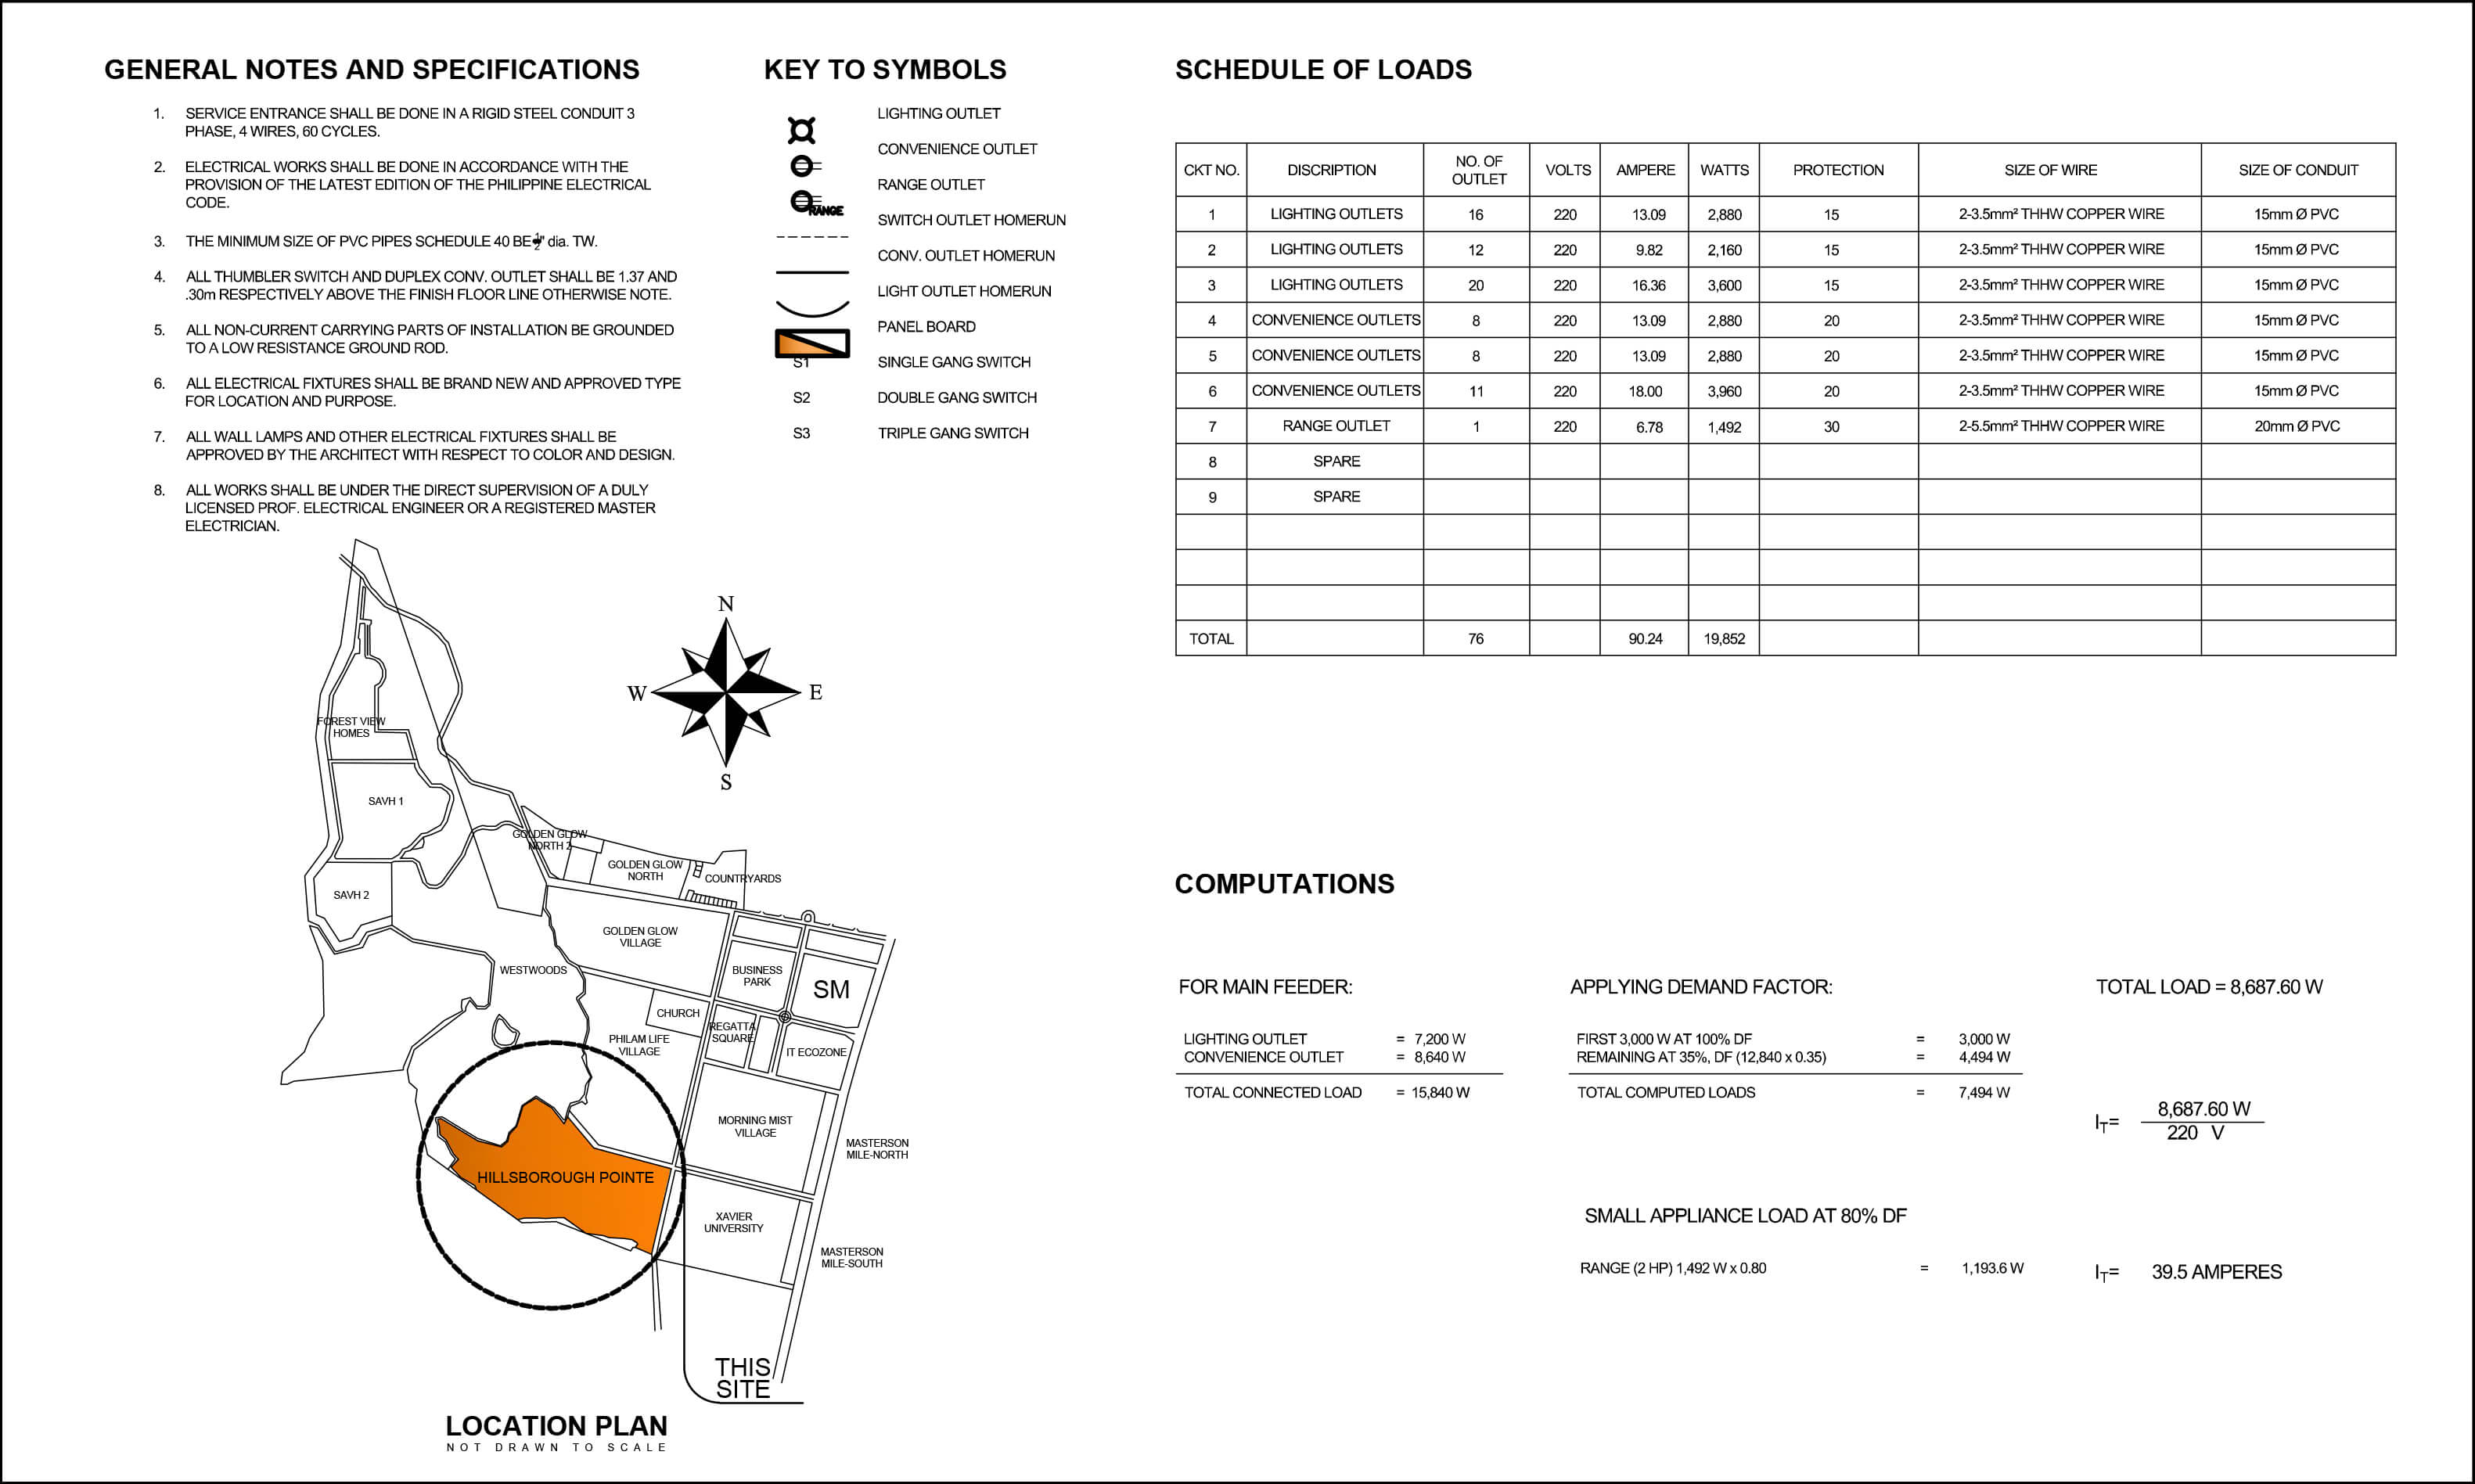 GENERAL NOTES AND SPECIFICATIONS
1. SERVICE ENTRANCE SHALL BE DONE IN A RIGID STEEL CONDUIT 3
PHASE, 4 WIRES, 60 CYCLES.
2. ELECTRICAL WORKS SHALL BE DONE IN ACCORDANCE WITH THE
PROVISION OF THE LATEST EDITION OF THE PHILIPPINE ELECTRICAL
CODE.
3. THE MINIMUM SIZE OF PVC PIPES SCHEDULE 40 BE 1/2" dia. TW.
4. ALL THUMBLER SWITCH AND DUPLEX CONV. OUTLET SHALL BE 1.37 AND
.30m RESPECTIVELY ABOVE THE FINISH FLOOR LINE OTHERWISE NOTE.
5. ALL NON-CURRENT CARRYING PARTS OF INSTALLATION BE GROUNDED
TO A LOW RESISTANCE GROUND ROD.
6. ALL ELECTRICAL FIXTURES SHALL BE BRAND NEW AND APPROVED TYPE
FOR LOCATION AND PURPOSE.
7. ALL WALL LAMPS AND OTHER ELECTRICAL FIXTURES SHALL BE
APPROVED BY THE ARCHITECT WITH RESPECT TO COLOR AND DESIGN.
8. ALL WORKS SHALL BE UNDER THE DIRECT SUPERVISION OF A DULY
LICENSED PROF. ELECTRICAL ENGINEER OR A REGISTERED MASTER
ELECTRICIAN.
KEY TO SYMBOLS
LIGHTING OUTLET
CONVENIENCE OUTLET
RANGE OUTLET
RANGE
SWITCH OUTLET HOMERUN
CONV. OUTLET HOMERUN
LIGHT OUTLET HOMERUN
PANEL BOARD
S1 SINGLE GANG SWITCH
S2 DOUBLE GANG SWITCH
S3 TRIPLE GANG SWITCH
SCHEDULE OF LOADS
CKT NO. DISCRIPTION NO. OF OUTLET VOLTS AMPERE WATTS PROTECTION SIZE OF WIRE SIZE OF CONDUIT
1 LIGHTING OUTLETS 16 220 13.09 2,880 15 2-3.5mm² THHW COPPER WIRE 15mm Ø PVC
2 LIGHTING OUTLETS 12 220 9.82 2,160 15 2-3.5mm² THHW COPPER WIRE 15mm Ø PVC
3 LIGHTING OUTLETS 20 220 16.36 3,600 15 2-3.5mm² THHW COPPER WIRE 15mm Ø PVC
4 CONVENIENCE OUTLETS 8 220 13.09 2,880 20 2-3.5mm² THHW COPPER WIRE 15mm Ø PVC
5 CONVENIENCE OUTLETS 8 220 13.09 2,880 20 2-3.5mm² THHW COPPER WIRE 15mm Ø PVC
6 CONVENIENCE OUTLETS 11 220 18.00 3,960 20 2-3.5mm² THHW COPPER WIRE 15mm Ø PVC
7 RANGE OUTLET 1 220 6.78 1,492 30 2-5.5mm² THHW COPPER WIRE 20mm Ø PVC
8 SPARE
9 SPARE
TOTAL 76 90.24 19,852
N
W
E
S
FOREST VIEW
HOMES
SAVH 1
SAVH 2
GOLDEN GLOW
NORTH 2
GOLDEN GLOW
NORTH
COUNTRYARDS
GOLDEN GLOW
VILLAGE
WESTWOODS
BUSINESS
PARK
SM
CHURCH
REGATTA
SQUARE
PHILAM LIFE
VILLAGE
IT ECOZONE
MORNING MIST
VILLAGE
MASTERSON
MILE-NORTH
HILLSBOROUGH POINTE
XAVIER
UNIVERSITY
MASTERSON
MILE-SOUTH
THIS
SITE
LOCATION PLAN
NOT DRAWN TO SCALE
COMPUTATIONS
FOR MAIN FEEDER:
LIGHTING OUTLET = 7,200 W
CONVENIENCE OUTLET = 8,640 W
TOTAL CONNECTED LOAD = 15,840 W
APPLYING DEMAND FACTOR:
FIRST 3,000 W AT 100% DF = 3,000 W
REMAINING AT 35%, DF (12,840 x 0.35) = 4,494 W
TOTAL COMPUTED LOADS = 7,494 W
SMALL APPLIANCE LOAD AT 80% DF
RANGE (2 HP) 1,492 W x 0.80 = 1,193.6 W
TOTAL LOAD = 8,687.60 W
IT= 8,687.60 W
220 V
IT= 39.5 AMPERES